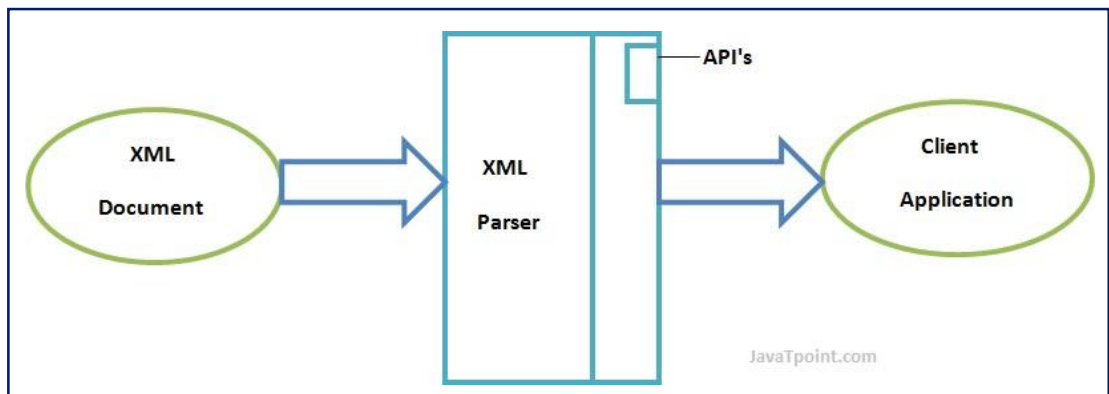 XML
Document
XML
Parser
API's
Client
Application
JavaTpoint.com